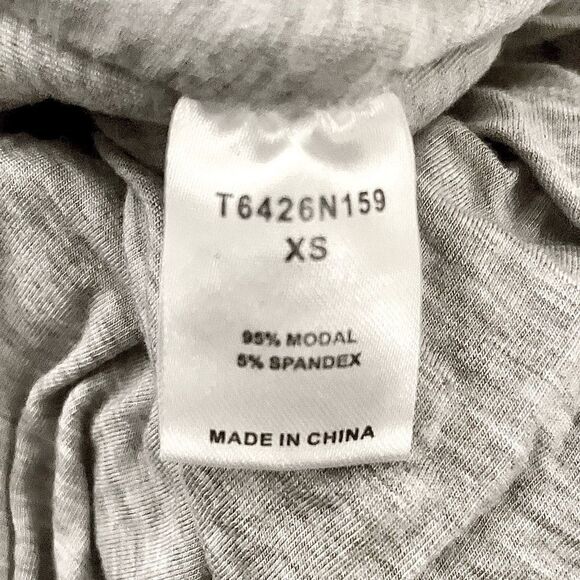 T6426N159
XS
95% MODAL
5% SPANDEX
MADE IN CHINA